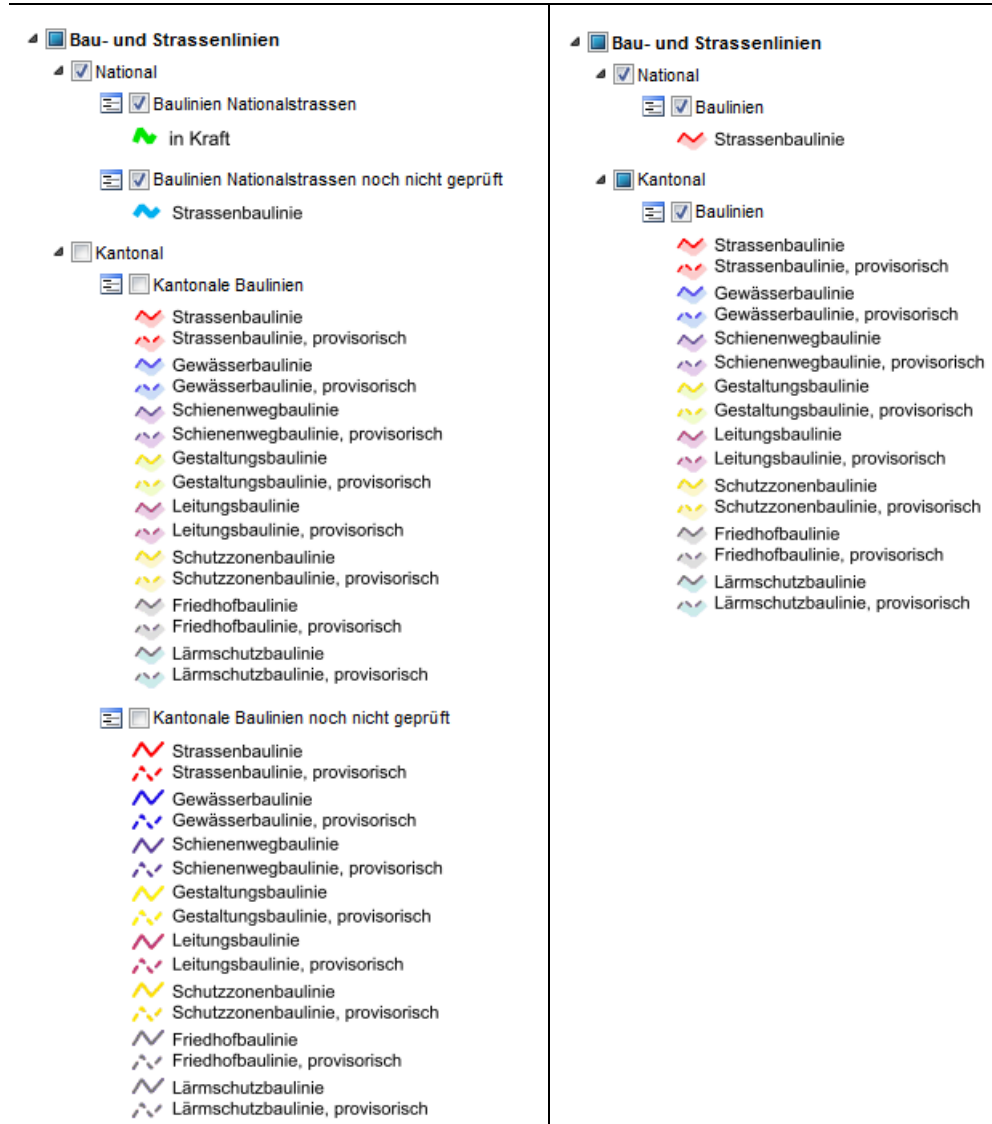 Bau- und Strassenlinien
National
Baulinien Nationalstrassen
in Kraft
Baulinien Nationalstrassen noch nicht geprüft
Strassenbaulinie
Kantonal
Kantonale Baulinien
Strassenbaulinie
Strassenbaulinie, provisorisch
Gewässerbaulinie
Gewässerbaulinie, provisorisch
Schienenwegbaulinie
Schienenwegbaulinie, provisorisch
Gestaltungsbaulinie
Gestaltungsbaulinie, provisorisch
Leitungsbaulinie
Leitungsbaulinie, provisorisch
Schutzzonenbaulinie
Schutzzonenbaulinie, provisorisch
Friedhofbaulinie
Friedhofbaulinie, provisorisch
Lärmschutzbaulinie
Lärmschutzbaulinie, provisorisch
Kantonale Baulinien noch nicht geprüft
Strassenbaulinie
Strassenbaulinie, provisorisch
Gewässerbaulinie
Gewässerbaulinie, provisorisch
Schienenwegbaulinie
Schienenwegbaulinie, provisorisch
Gestaltungsbaulinie
Gestaltungsbaulinie, provisorisch
Leitungsbaulinie
Leitungsbaulinie, provisorisch
Schutzzonenbaulinie
Schutzzonenbaulinie, provisorisch
Friedhofbaulinie
Friedhofbaulinie, provisorisch
Lärmschutzbaulinie
Lärmschutzbaulinie, provisorisch
Bau- und Strassenlinien
National
Baulinien
Strassenbaulinie
Kantonal
Baulinien
Strassenbaulinie
Strassenbaulinie, provisorisch
Gewässerbaulinie
Gewässerbaulinie, provisorisch
Schienenwegbaulinie
Schienenwegbaulinie, provisorisch
Gestaltungsbaulinie
Gestaltungsbaulinie, provisorisch
Leitungsbaulinie
Leitungsbaulinie, provisorisch
Schutzzonenbaulinie
Schutzzonenbaulinie, provisorisch
Friedhofbaulinie
Friedhofbaulinie, provisorisch
Lärmschutzbaulinie
Lärmschutzbaulinie, provisorisch